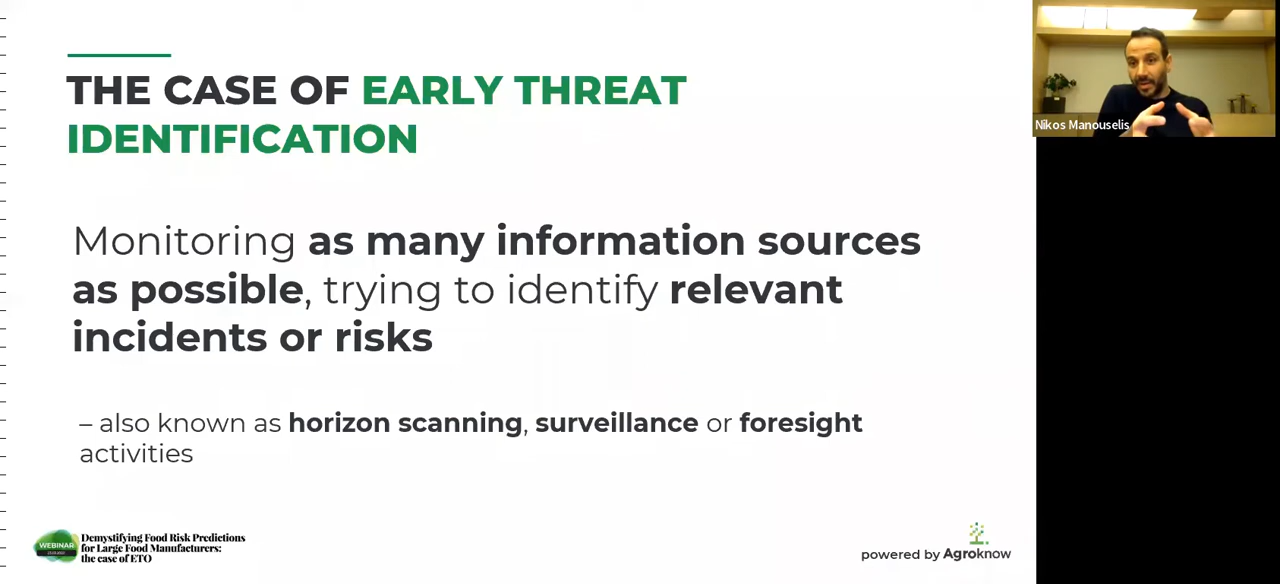 THE CASE OF EARLY THREAT
IDENTIFICATION
Monitoring as many information sources
as possible, trying to identify relevant
incidents or risks
– also known as horizon scanning, surveillance or foresight
activities
Nikos Manouselis
WEBINAR
Demystifying Food Risk Predictions
for Large Food Manufacturers:
the case of ETO
powered by Agroknow